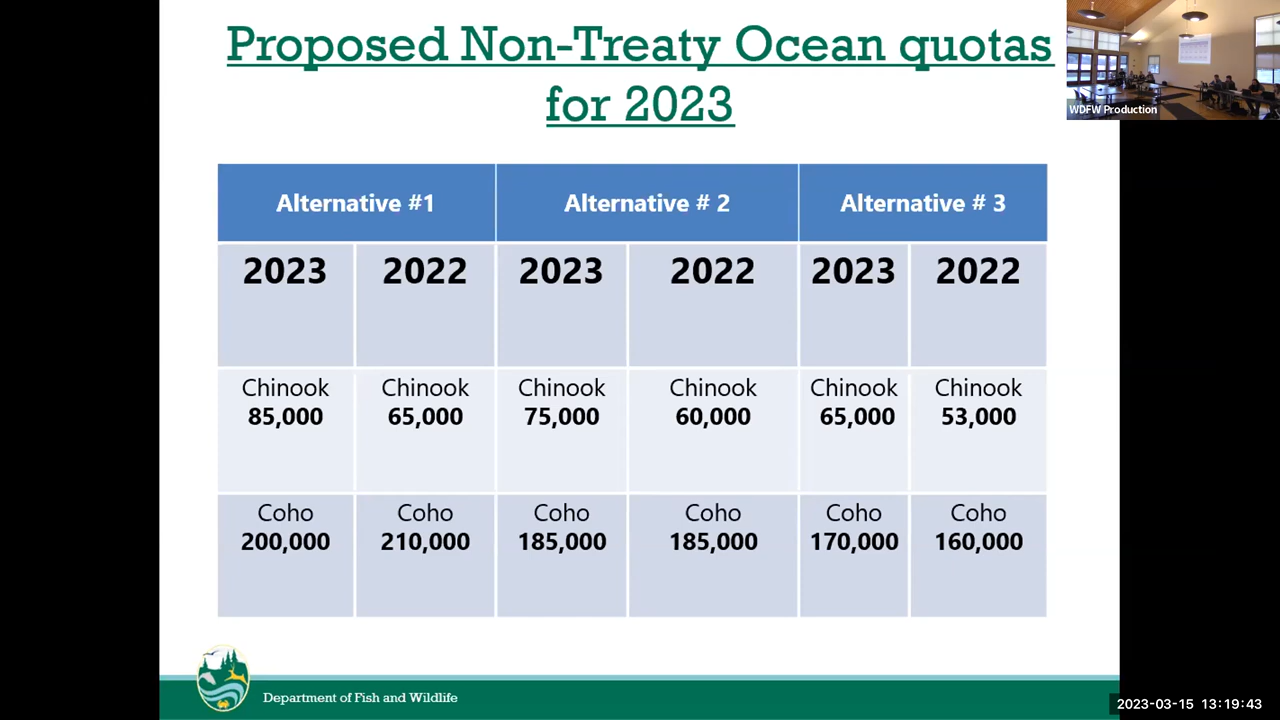 Proposed Non-Treaty Ocean quotas
for 2023
WDFW Production
Alternative #1 Alternative # 2 Alternative # 3
2023 2022 2023 2022 2023 2022
Chinook Chinook Chinook Chinook Chinook Chinook
85,000 65,000 75,000 60,000 65,000 53,000
Coho Coho Coho Coho Coho Coho
200,000 210,000 185,000 185,000 170,000 160,000
Department of Fish and Wildlife
2023-03-15 13:19:43